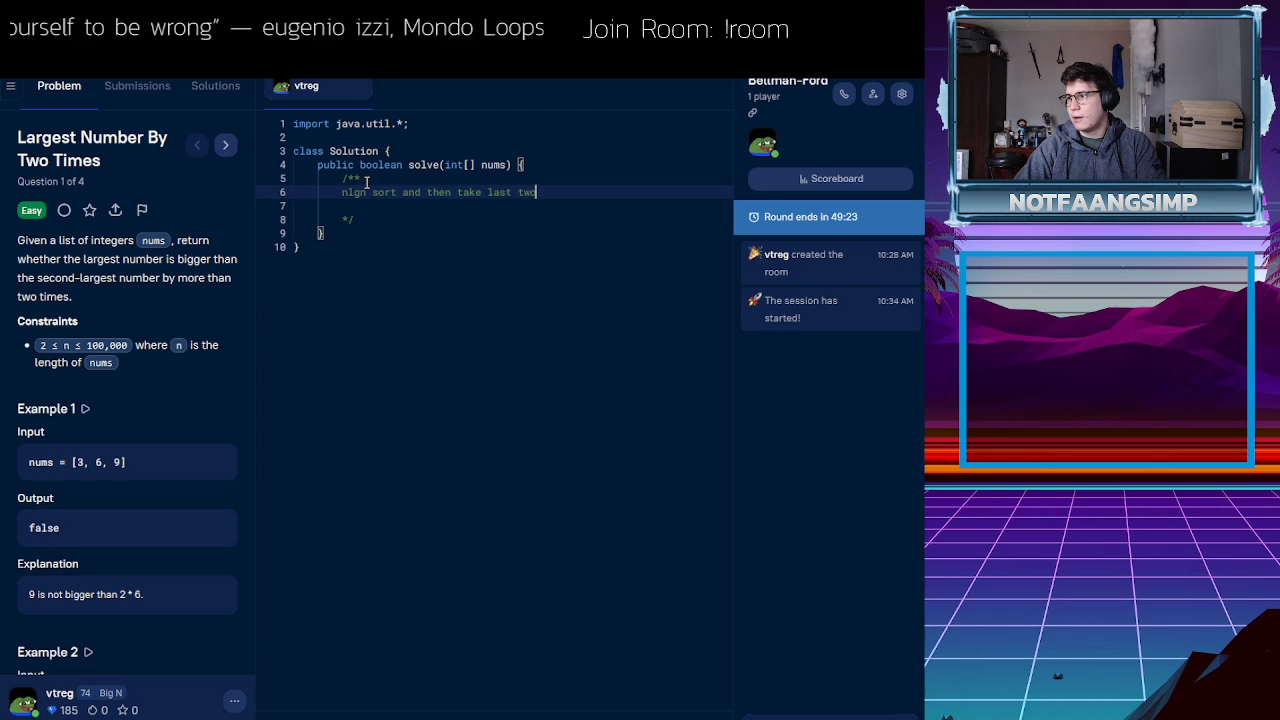 ourself to be wrong” — eugenio izzi, Mondo Loops
Join Room: !room
Problem
Submissions
Solutions
Largest Number By
Two Times
Question 1 of 4
Easy
Given a list of integers nums , return
whether the largest number is bigger than
the second-largest number by more than
two times.
Constraints
2 ≤ n ≤ 100,000 where n is the
length of nums
Example 1
Input
nums = [3, 6, 9]
Output
false
Explanation
9 is not bigger than 2 * 6.
Example 2
vtreg 74 Big N
185 0 0
vtreg
1 import java.util.*;
2
3 class Solution {
4 public boolean solve(int[] nums) {
5 /**
6 nlgn sort and then take last two
7
8 */
9 }
10 }
Bellman-Ford
1 player
Scoreboard
Round ends in 49:23
vtreg created the
room
10:28 AM
The session has
started!
10:34 AM
NOTFAANGSIMP